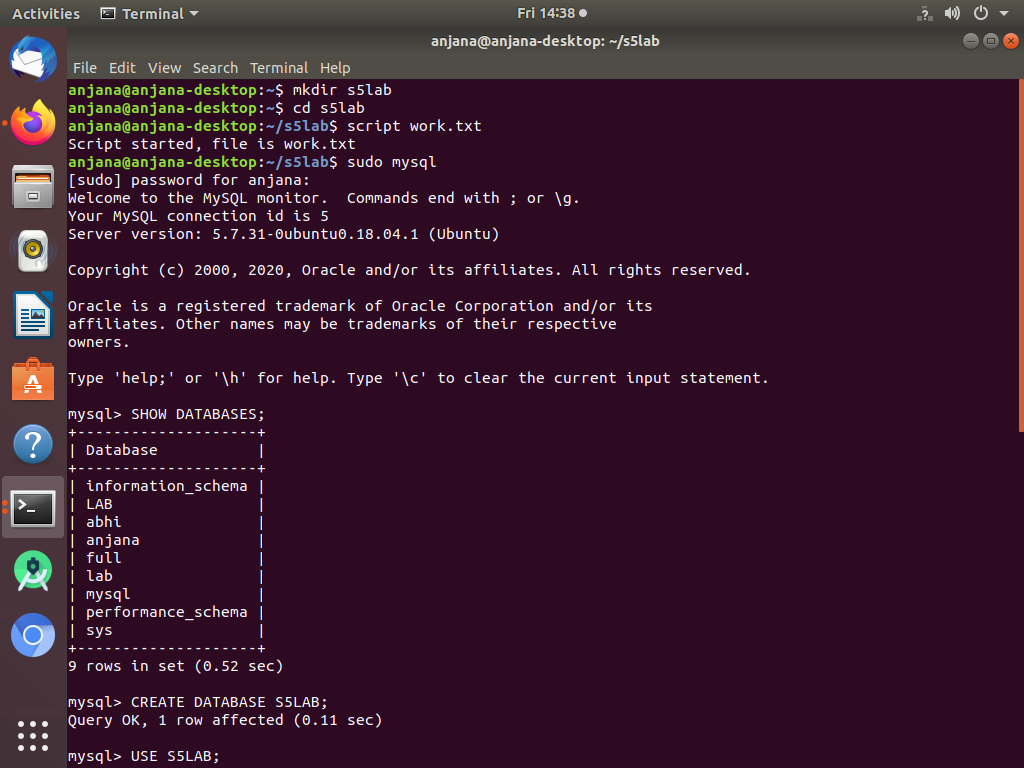 Activities Terminal Fri 14:38
anjana@anjana-desktop: ~/s5lab
File Edit View Search Terminal Help
anjana@anjana-desktop:~$ mkdir s5lab
anjana@anjana-desktop:~$ cd s5lab
anjana@anjana-desktop:~/s5lab$ script work.txt
Script started, file is work.txt
anjana@anjana-desktop:~/s5lab$ sudo mysql
[sudo] password for anjana:
Welcome to the MySQL monitor.  Commands end with ; or \g.
Your MySQL connection id is 5
Server version: 5.7.31-0ubuntu0.18.04.1 (Ubuntu)
Copyright (c) 2000, 2020, Oracle and/or its affiliates. All rights reserved.
Oracle is a registered trademark of Oracle Corporation and/or its
affiliates. Other names may be trademarks of their respective
owners.
Type 'help;' or '\h' for help. Type '\c' to clear the current input statement.
mysql> SHOW DATABASES;
+--------------------+
| Database           |
+--------------------+
| information_schema |
| LAB                |
| abhi               |
| anjana             |
| full               |
| lab                |
| mysql              |
| performance_schema |
| sys                |
+--------------------+
9 rows in set (0.52 sec)
mysql> CREATE DATABASE S5LAB;
Query OK, 1 row affected (0.11 sec)
mysql> USE S5LAB;